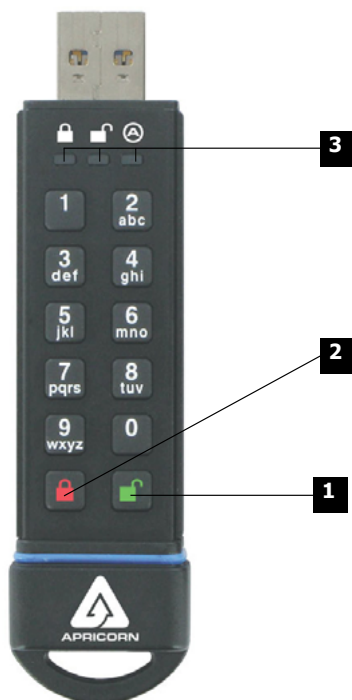 3
1
2
abc
3
def
4
ghi
5
jkl
6
mno
2
7
pqrs
8
tuv
9
wxyz
0
1
APRICORN